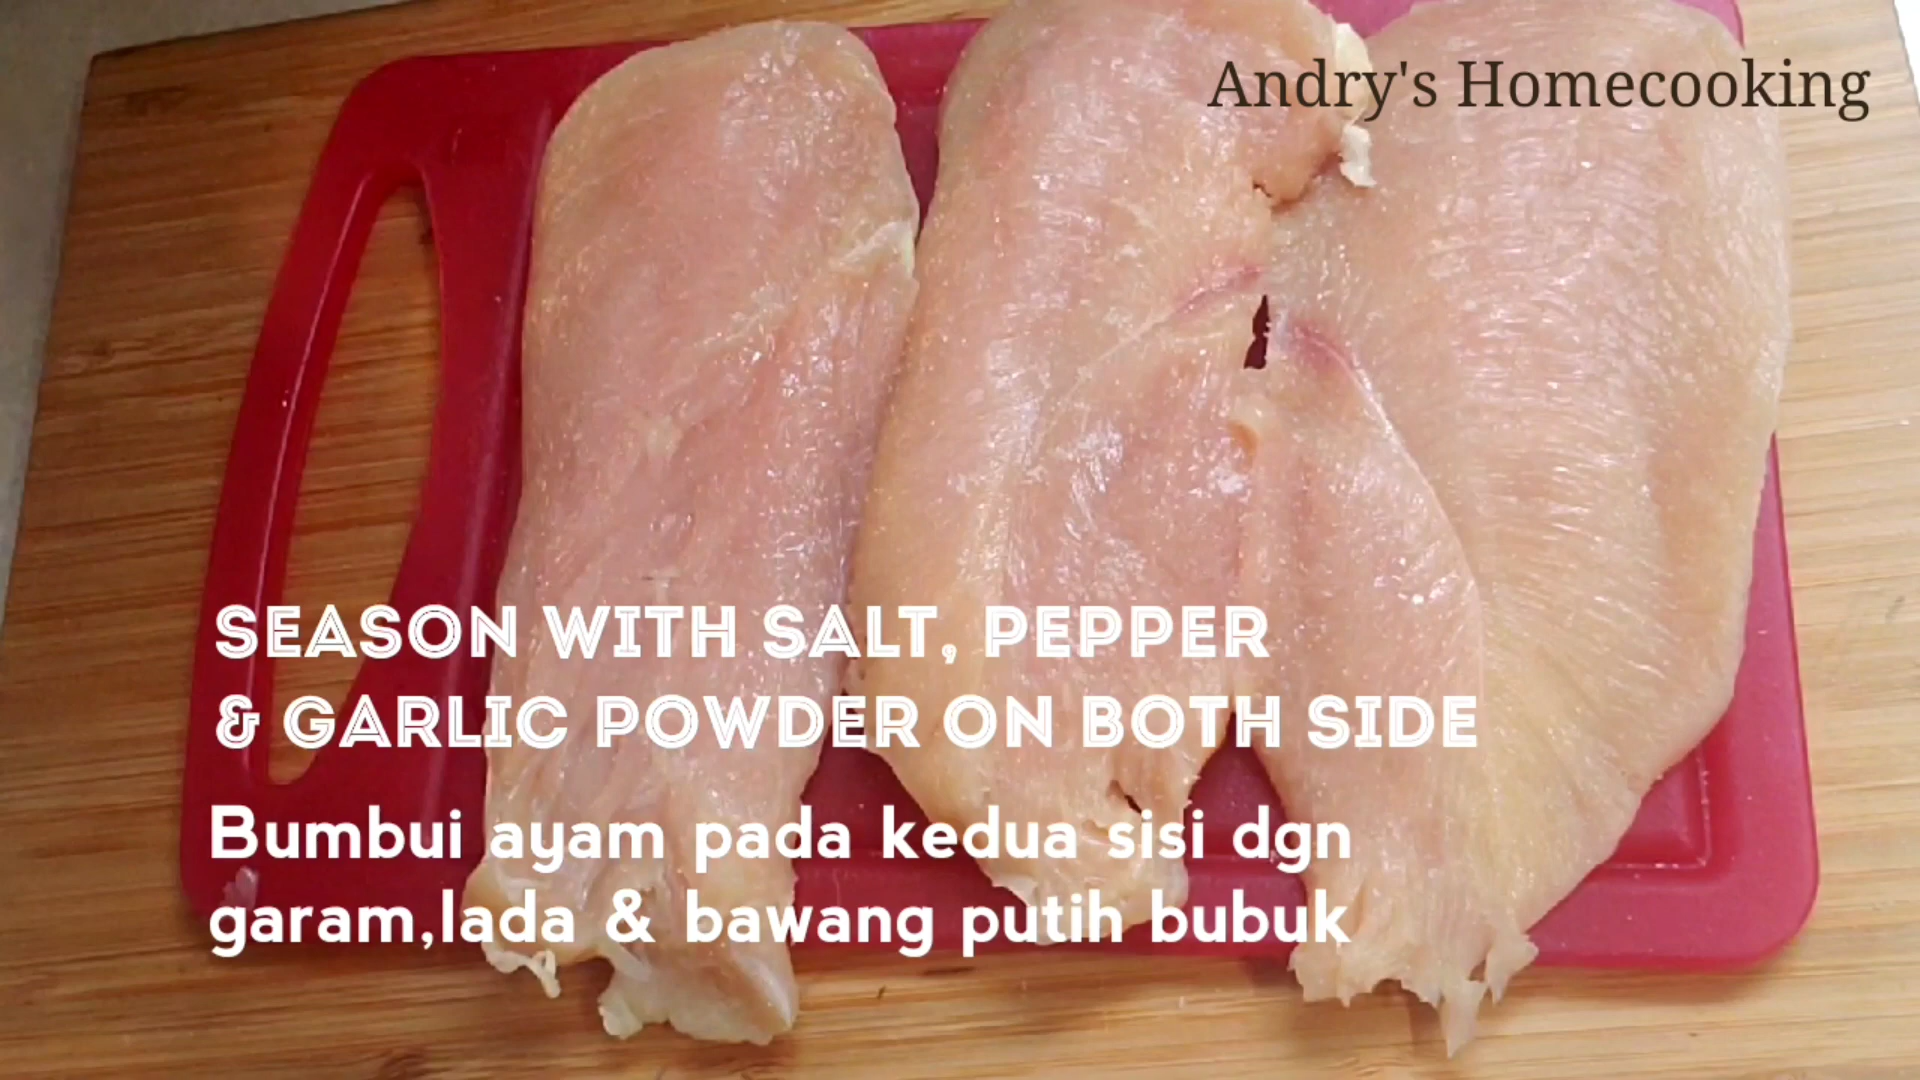 Andry's Homecooking
SEASON WITH SALT, PEPPER
& GARLIC POWDER ON BOTH SIDE
Bumbui ayam pada kedua sisi dgn
garam,lada & bawang putih bubuk